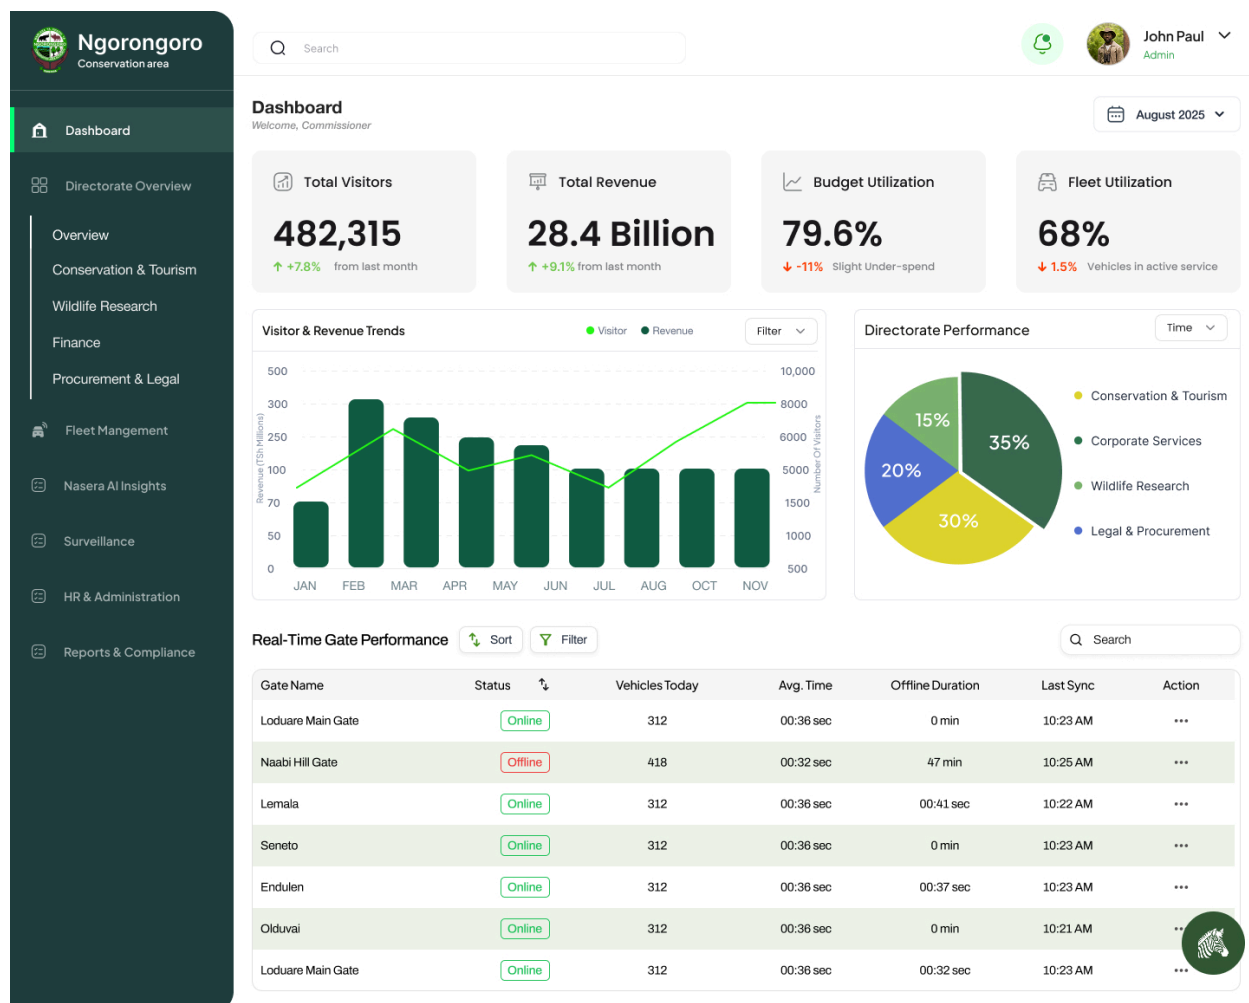 Ngorongoro
Conservation area
Search
John Paul
Admin
Dashboard
Directorate Overview
Overview
Conservation & Tourism
Wildlife Research
Finance
Procurement & Legal
Fleet Mangement
Nasera AI Insights
Surveillance
HR & Administration
Reports & Compliance
Dashboard
Welcome, Commissioner
August 2025
Total Visitors
482,315
+7.8% from last month
Total Revenue
28.4 Billion
+9.1% from last month
Budget Utilization
79.6%
-11% Slight Under-spend
Fleet Utilization
68%
1.5% Vehicles in active service
Visitor & Revenue Trends
Visitor Revenue
Filter
Revenue (TSh Millions)
500
300
250
100
70
50
0
10,000
8000
6000
5000
1500
1000
500
Number Of Visitors
JAN FEB MAR APR MAY JUN JUL AUG OCT NOV
Directorate Performance
Time
15%
35%
20%
30%
Conservation & Tourism
Corporate Services
Wildlife Research
Legal & Procurement
Real-Time Gate Performance
Sort
Filter
Search
Gate Name Status Vehicles Today Avg. Time Offline Duration Last Sync Action
Loduare Main Gate Online 312 00:36 sec 0 min 10:23 AM
Naabi Hill Gate Offline 418 00:32 sec 47 min 10:25 AM
Lemala Online 312 00:36 sec 00:41 sec 10:22 AM
Seneto Online 312 00:36 sec 0 min 10:23 AM
Endulen Online 312 00:36 sec 00:37 sec 10:23 AM
Olduvai Online 312 00:36 sec 0 min 10:21 AM
Loduare Main Gate Online 312 00:36 sec 00:32 sec 10:23 AM